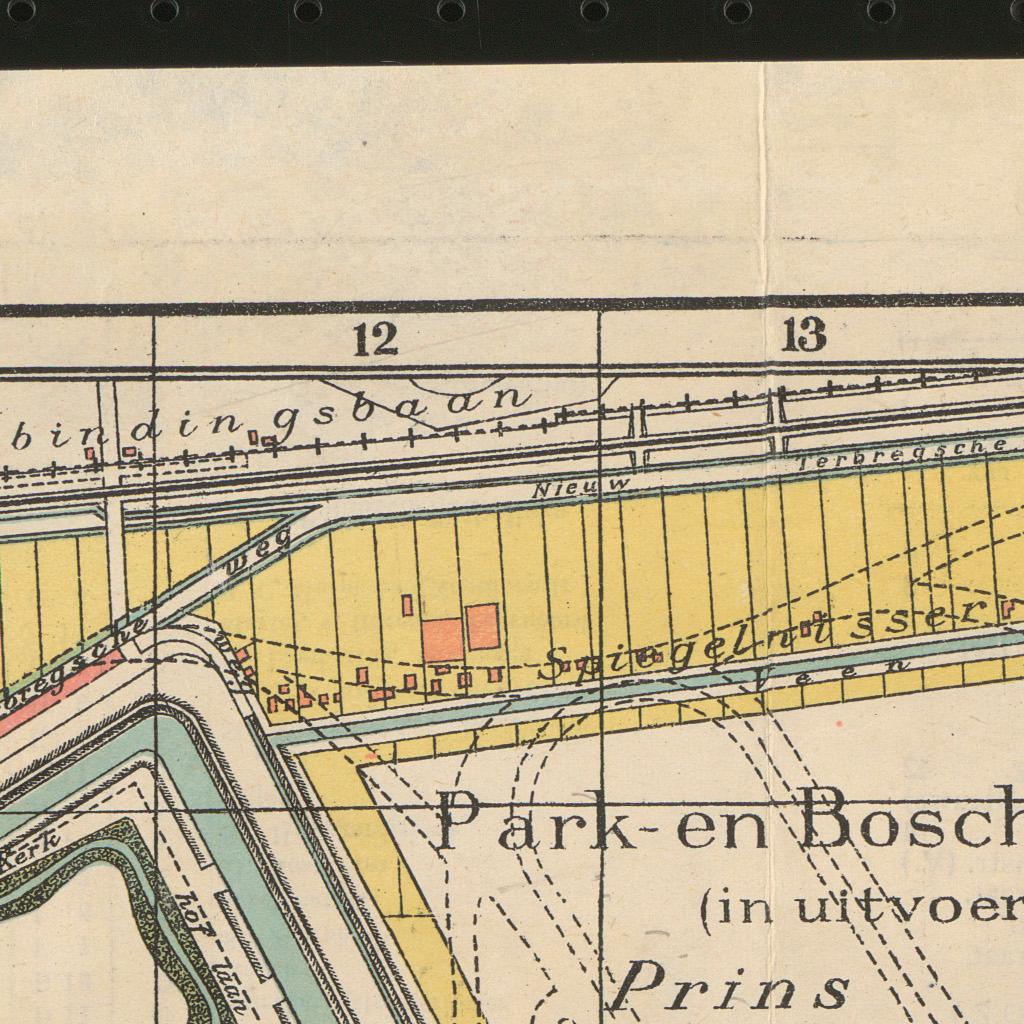 12
13
bindingsbaan
Terbregsche
Nieuw
weg
Spiegelnisser
bregsche
Veen
Park- en Bosch
Kerk
hof laan
(in uitvoer
Prins